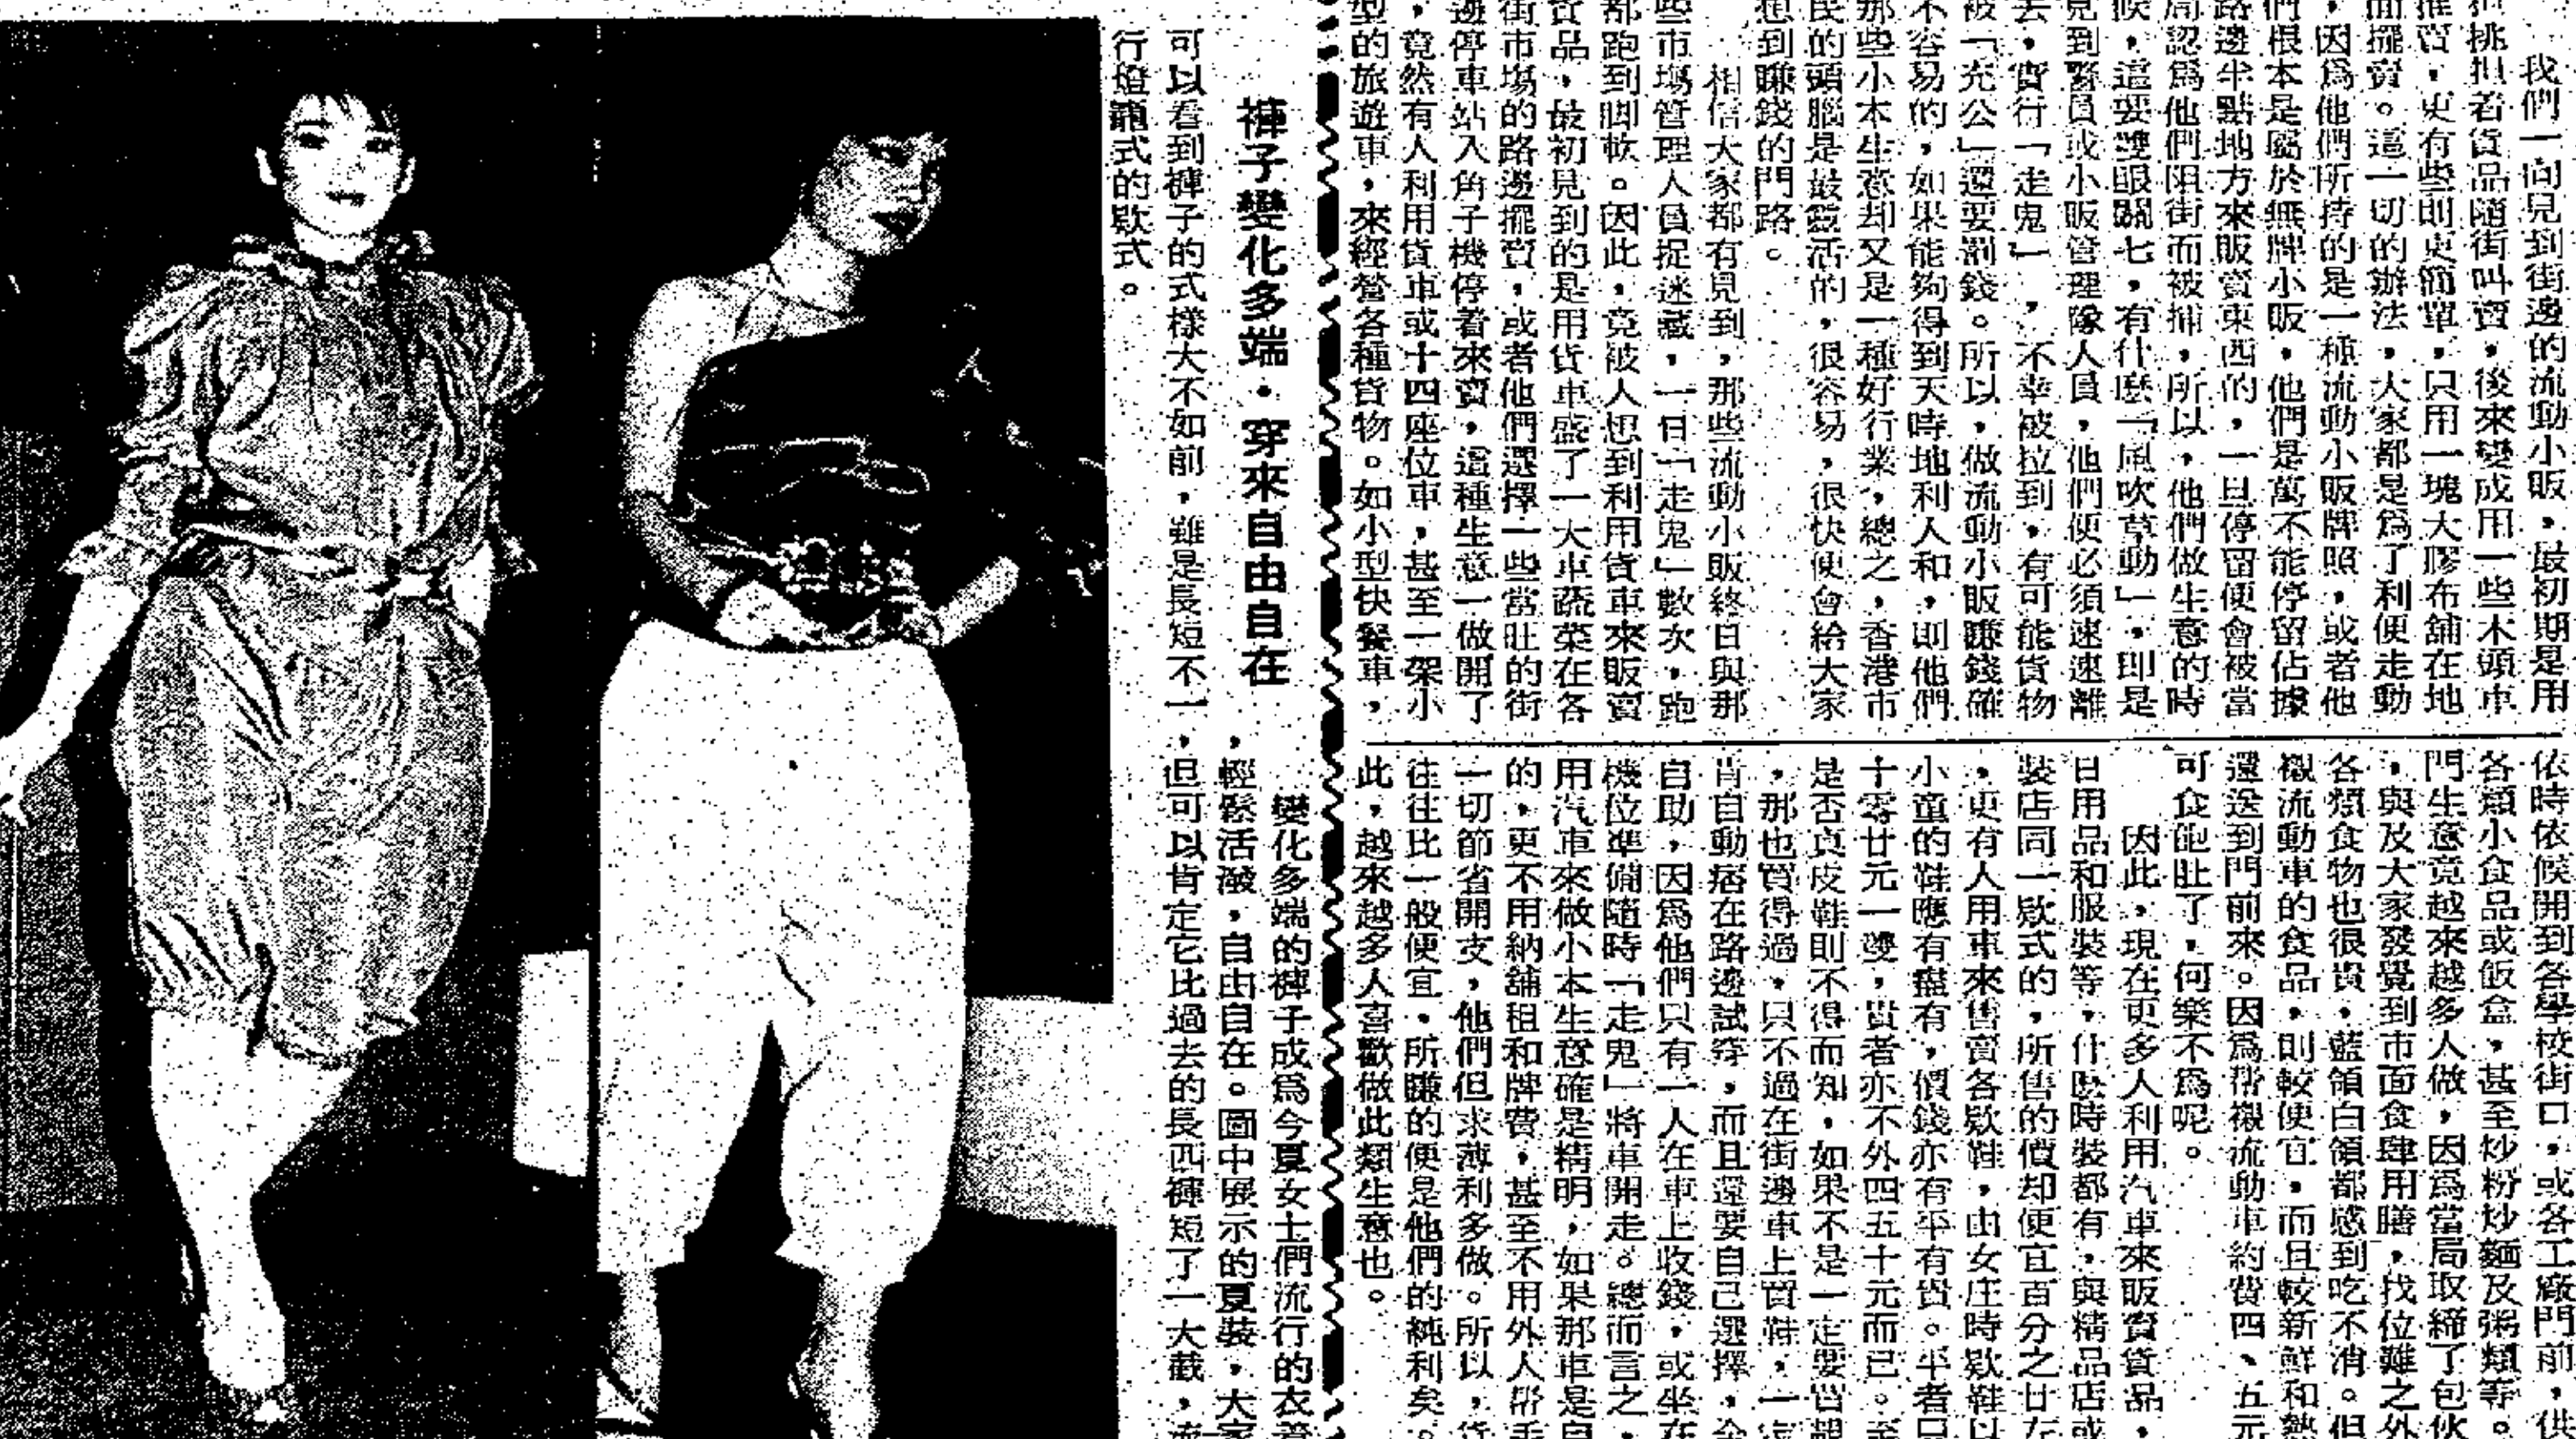 我們一向見到街邊的流動小販，最初期是用
挑担者貨品隨街叫賣，後來變成用一些木頭車
推賣，更有些則更簡單，只用一塊大膠布舖在地
面擺賣。這一切的辦法，大家都是爲了利便走動
，因爲他們所持的是一種流動小販牌照，或者他
們根本是屬於無牌小販，他們是萬不能停留佔據
路邊半點地方來販賣東西的，一旦停留便會被當
局認爲他們阻街而被捕，所以，他們做生意的時
候，這要雙眼關七，有什麽「風吹草動」，即是
見到警員或小販管理隊人員，他們便必須速速離
去，實行「走鬼」，不幸被拉到，有可能貨物
被「充公」還要罰錢。所以，做流動小販賺錢確
不容易的，如果能夠得到天時地利人和，則他們
那些小本生意却又是一種好行業，總之，香港市
民的頭腦是最靈活的，很容易，很快便會給大家
想到賺錢的門路。
相信大家都有見到，那些流動小販終日與那
些市場管理人員捉迷藏，一日「走鬼」數次，跑
都跑到脚軟。因此，竟被人想到利用貨車來販賣
貨品，最初見到的是用貨車盛了一大車蔬菜在各
街市場的路邊擺賣，或者他們選擇一些當旺的街
邊停車站入角子機停着來賣，這種生意一做開了
，竟然有人利用貨車或十四座位車，甚至一架小
型的旅遊車，來經營各種貨物。如小型快餐車，
依時依候開到各學校街口，或各工廠門前，供
各類小食品或飯盒，甚至炒粉炒麵及粥類等。
門生意竟越來越多人做，因爲當局取締了包伙
，與及大家發覺到市面食肆用膳，找位難之外
各類食物也很貴，藍領白領都感到吃不消。但
襯流動車的食品，則較便宜，而且較新鮮和熱
還送到門前來。因爲幫襯流動車約費四、五元
可食飽肚了，何樂不爲呢。
因此，現在更多人利用汽車來販賣貨品，
日用品和服裝等，什麽時裝都有，與精品店或
裝店同一欵式的，所售的價却便宜百分之廿左
，更有人用車來售賣各欵鞋，由女庄時欵鞋以
小童的鞋應有盡有，價錢亦有平有貴。平者只
十零廿元一雙，貴者亦不外四五十元而已。至
是否真皮鞋則不得而知，如果不是一定要買靚
，那也買得過，只不過在街邊車上買鞋，一定
肯自動痞在路邊試穿，而且還要自己選擇，全
自助，因爲他們只有一人在車上收錢，或坐在
機位準備隨時「走鬼」將車開走。總而言之，
用汽車來做小本生意確是精明，如果那車是自
的，更不用納舖租和牌費，甚至不用外人幫手
一切節省開支，他們但求薄利多做。所以，貨
往往比一般便宜，所賺的便是他們的純利矣。
此，越來越多人喜歡做此類生意也。
褲子變化多端・穿來自由自在
變化多端的褲子成爲今夏女士們流行的衣着
，輕鬆活潑，自由自在。圖中展示的夏裝，大家
可以看到褲子的式樣大不如前，雖是長短不一，
但可以肯定它比過去的長西褲短了一大截，流
行燈籠式的欵式。